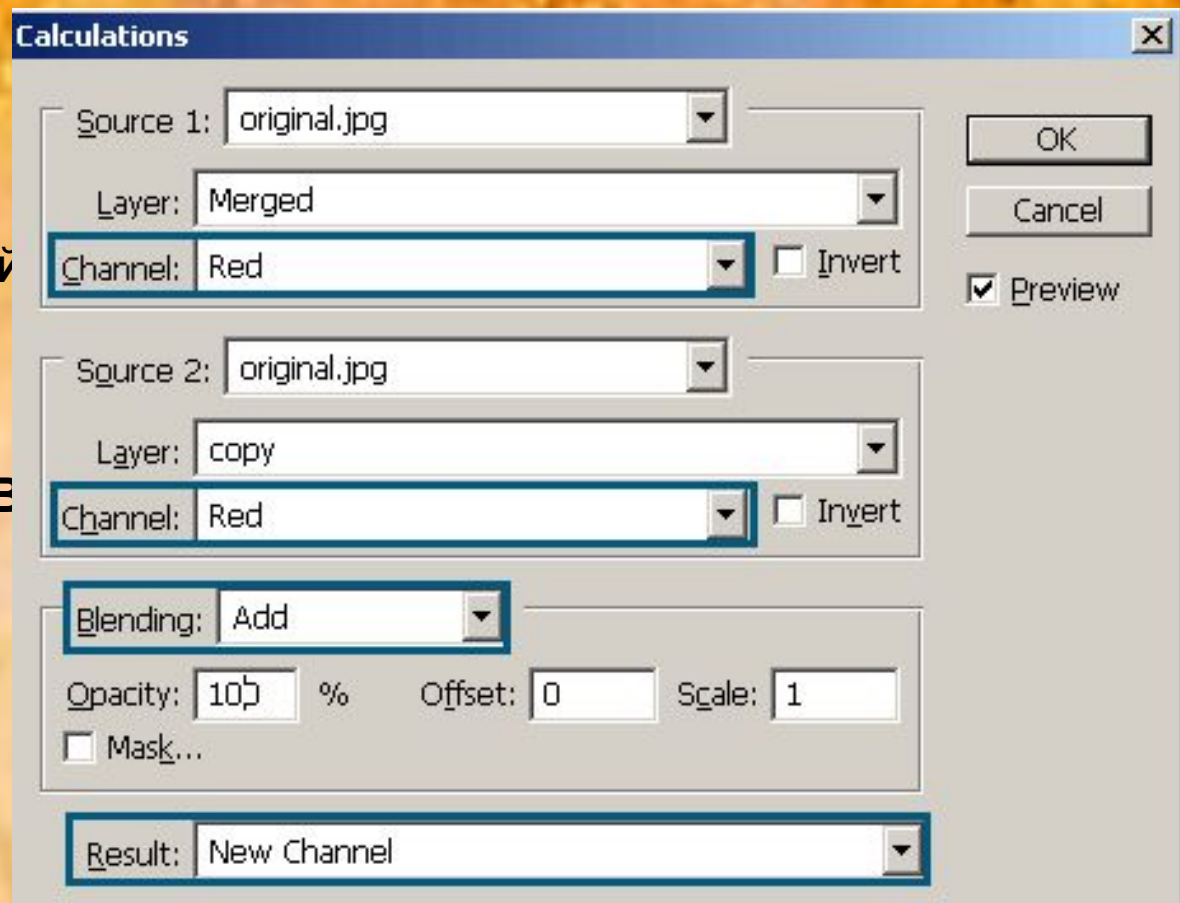 Calculations
Source 1: original.jpg
OK
Layer: Merged
Cancel
й
Channel: Red
Invert
Preview
Source 2: original.jpg
Layer: copy
В
Channel: Red
Invert
Blending: Add
Opacity: 100 % Offset: 0 Scale: 1
Mask...
Result: New Channel